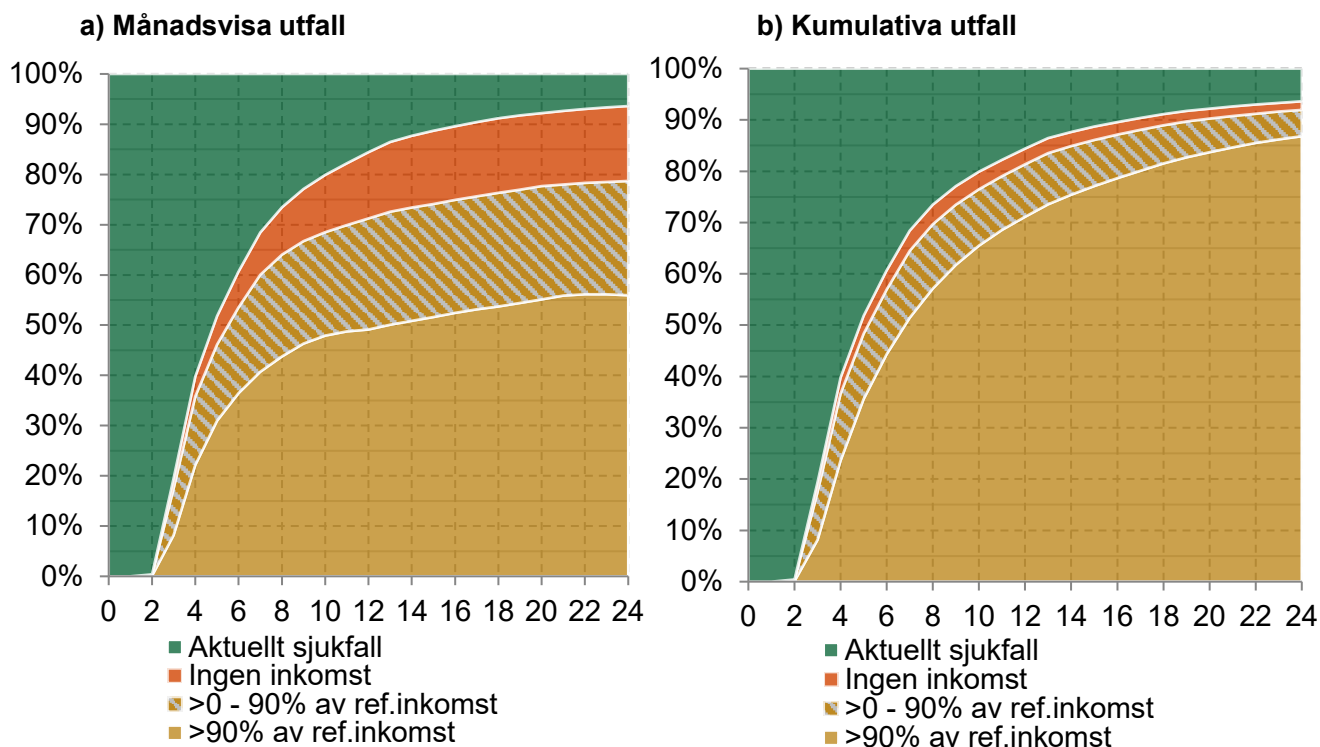 a) Månadsvisa utfall
100%
90%
80%
70%
60%
50%
40%
30%
20%
10%
0%
0 2 4 6 8 10 12 14 16 18 20 22 24
Aktuellt sjukfall
Ingen inkomst
>0 - 90% av ref.inkomst
>90% av ref.inkomst
b) Kumulativa utfall
100%
90%
80%
70%
60%
50%
40%
30%
20%
10%
0%
0 2 4 6 8 10 12 14 16 18 20 22 24
Aktuellt sjukfall
Ingen inkomst
>0 - 90% av ref.inkomst
>90% av ref.inkomst